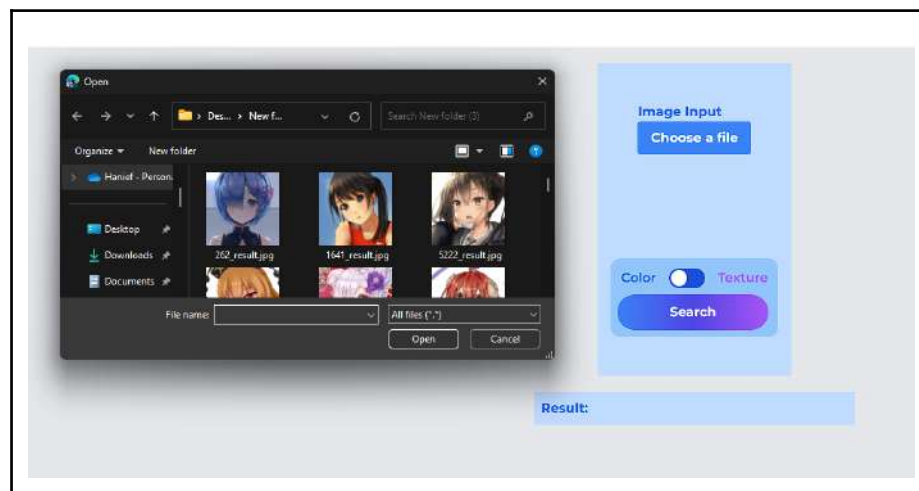 Open
Des... > New f...
Search New folder (3)
Organize
New folder
Hanief - Person
Desktop
Downloads
Documents
262_result.jpg
1641_result.jpg
5222_result.jpg
File name:
All files (*.*)
Open
Cancel
Image Input
Choose a file
Color
Texture
Search
Result: